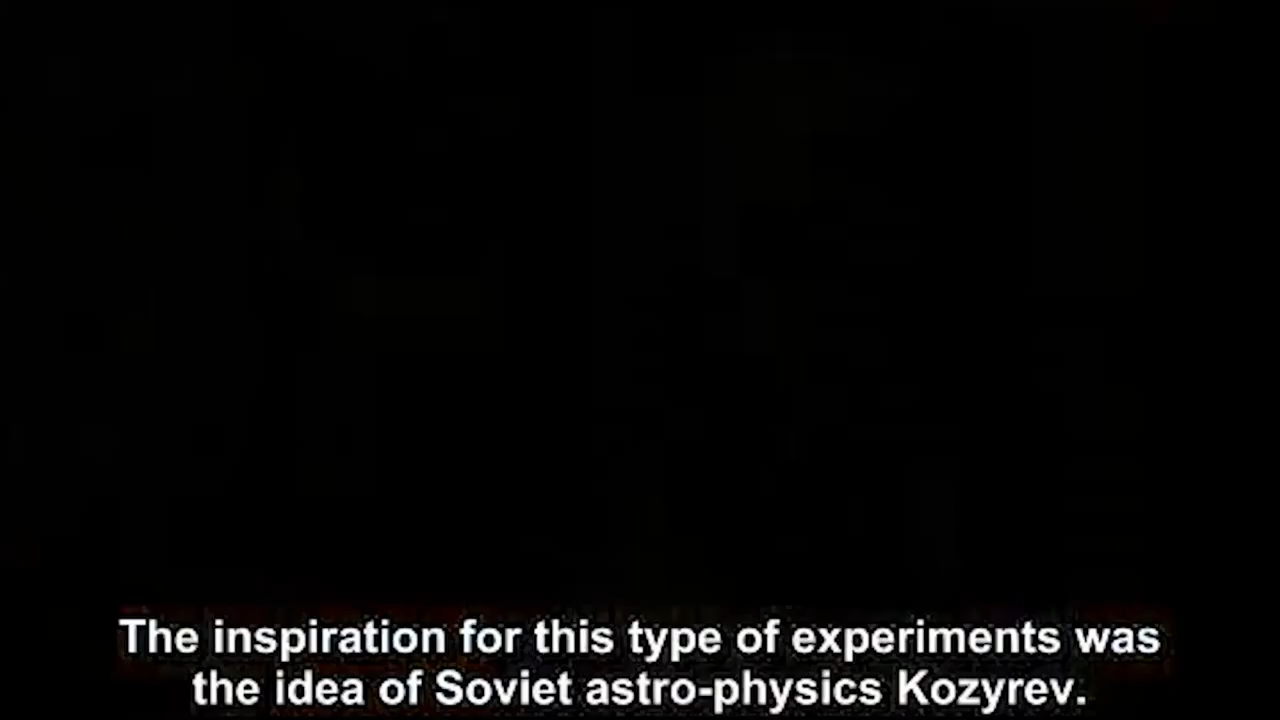 The inspiration for this type of experiments was
the idea of Soviet astro-physics Kozyrev.